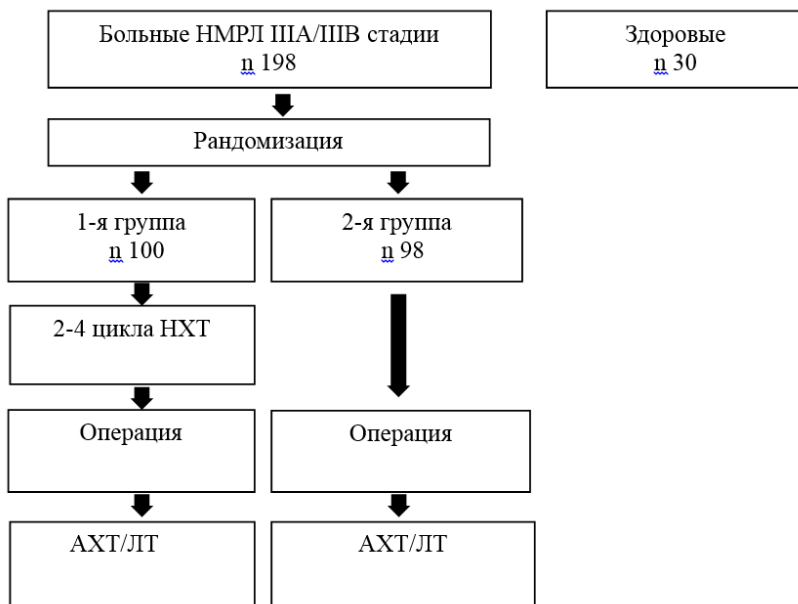 Больные НМРЛ IIIA/IIIB стадии
n 198
Здоровые
n 30
Рандомизация
1-я группа
n 100
2-я группа
n 98
2-4 цикла НХТ
Операция
Операция
АХТ/ЛТ
АХТ/ЛТ